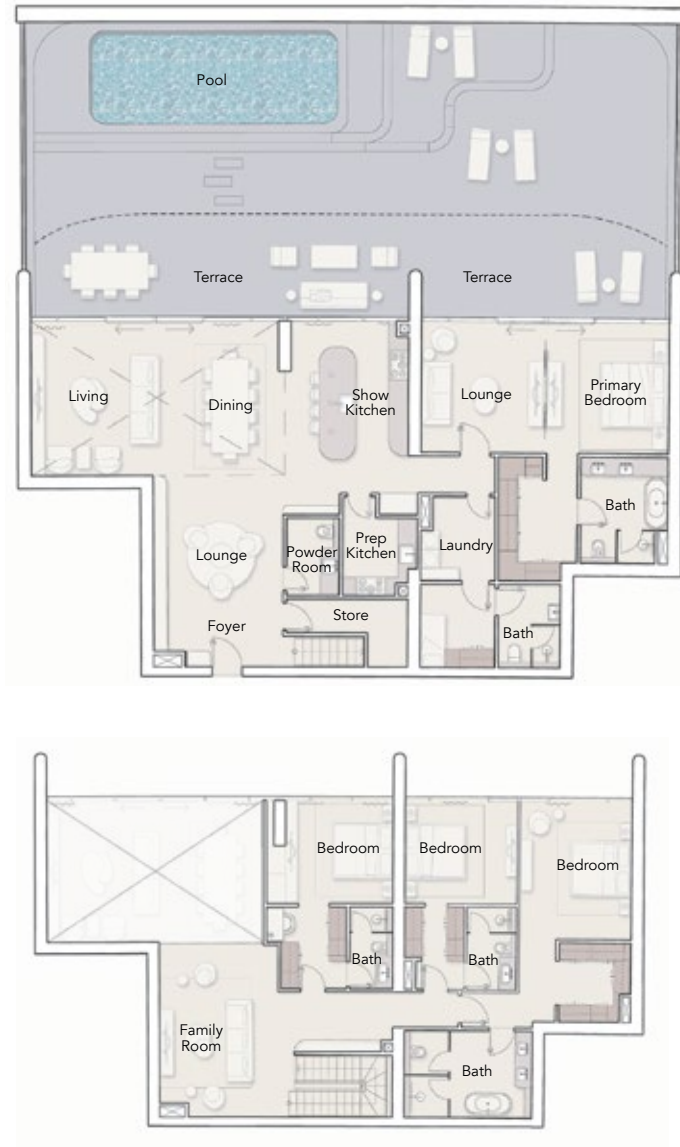 Pool
Terrace
Terrace
Living
Dining
Show
Kitchen
Lounge
Primary
Bedroom
Bath
Lounge
Powder
Room
Prep
Kitchen
Laundry
Store
Foyer
Bath
Bedroom
Bedroom
Bedroom
Bath
Bath
Family
Room
Bath